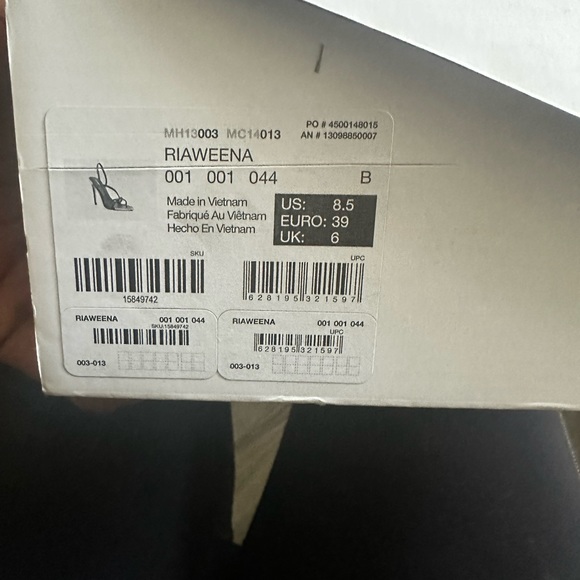 MH13003 MC14013
PO # 4500148015
AN # 13098850007
RIAWEENA
001 001 044 B
Made in Vietnam
Fabriqué Au Viêtnam
Hecho En Vietnam
US: 8.5
EURO: 39
UK: 6
SKU
15849742
UPC
628195321597
RIAWEENA 001 001 044
SKU:15849742
003-013
RIAWEENA 001 001 044
UPC
628195321597
003-013